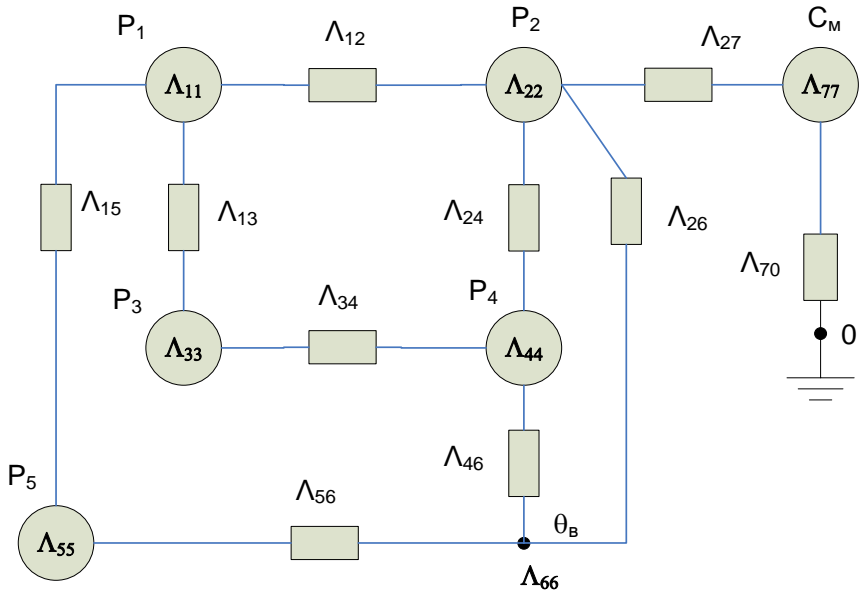 P₁
Λ₁₂
P₂
Λ₂₇
Cм
Λ₁₁
Λ₂₂
Λ₇₇
Λ₁₅
Λ₁₃
Λ₂₄
Λ₂₆
Λ₇₀
P₃
Λ₃₄
P₄
0
Λ₃₃
Λ₄₄
Λ₄₆
P₅
Λ₅₆
θв
Λ₅₅
Λ₆₆